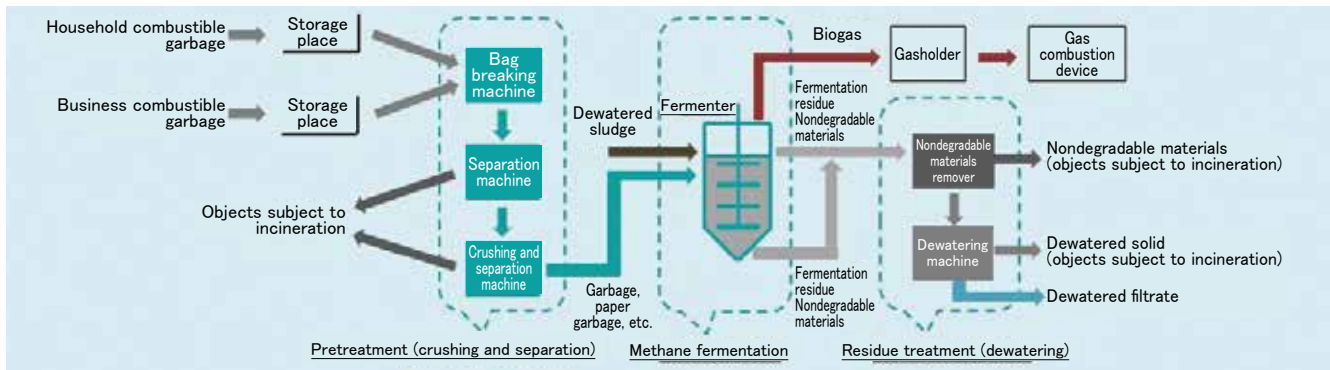 Household combustible
garbage
Storage
place
Business combustible
garbage
Storage
place
Bag
breaking
machine
Separation
machine
Crushing and
separation
machine
Objects subject to
incineration
Pretreatment (crushing and separation)
Garbage,
paper
garbage, etc.
Dewatered
sludge
Fermenter
Methane fermentation
Biogas
Gasholder
Gas
combustion
device
Fermentation
residue
Nondegradable
materials
Fermentation
residue
Nondegradable
materials
Nondegradable
materials
remover
Dewatering
machine
Nondegradable materials
(objects subject to incineration)
Dewatered solid
(objects subject to incineration)
Dewatered filtrate
Residue treatment (dewatering)